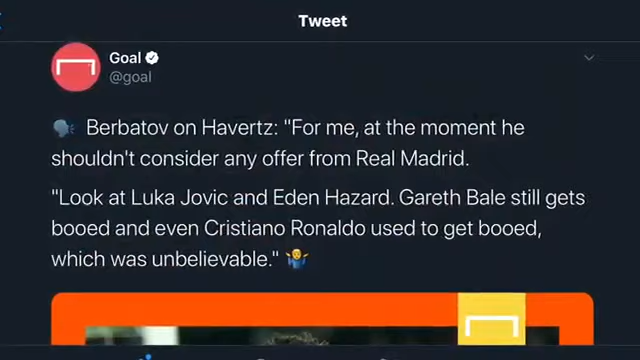 Tweet
Goal
@goal
Berbatov on Havertz: "For me, at the moment he
shouldn't consider any offer from Real Madrid.
"Look at Luka Jovic and Eden Hazard. Gareth Bale still gets
booed and even Cristiano Ronaldo used to get booed,
which was unbelievable."